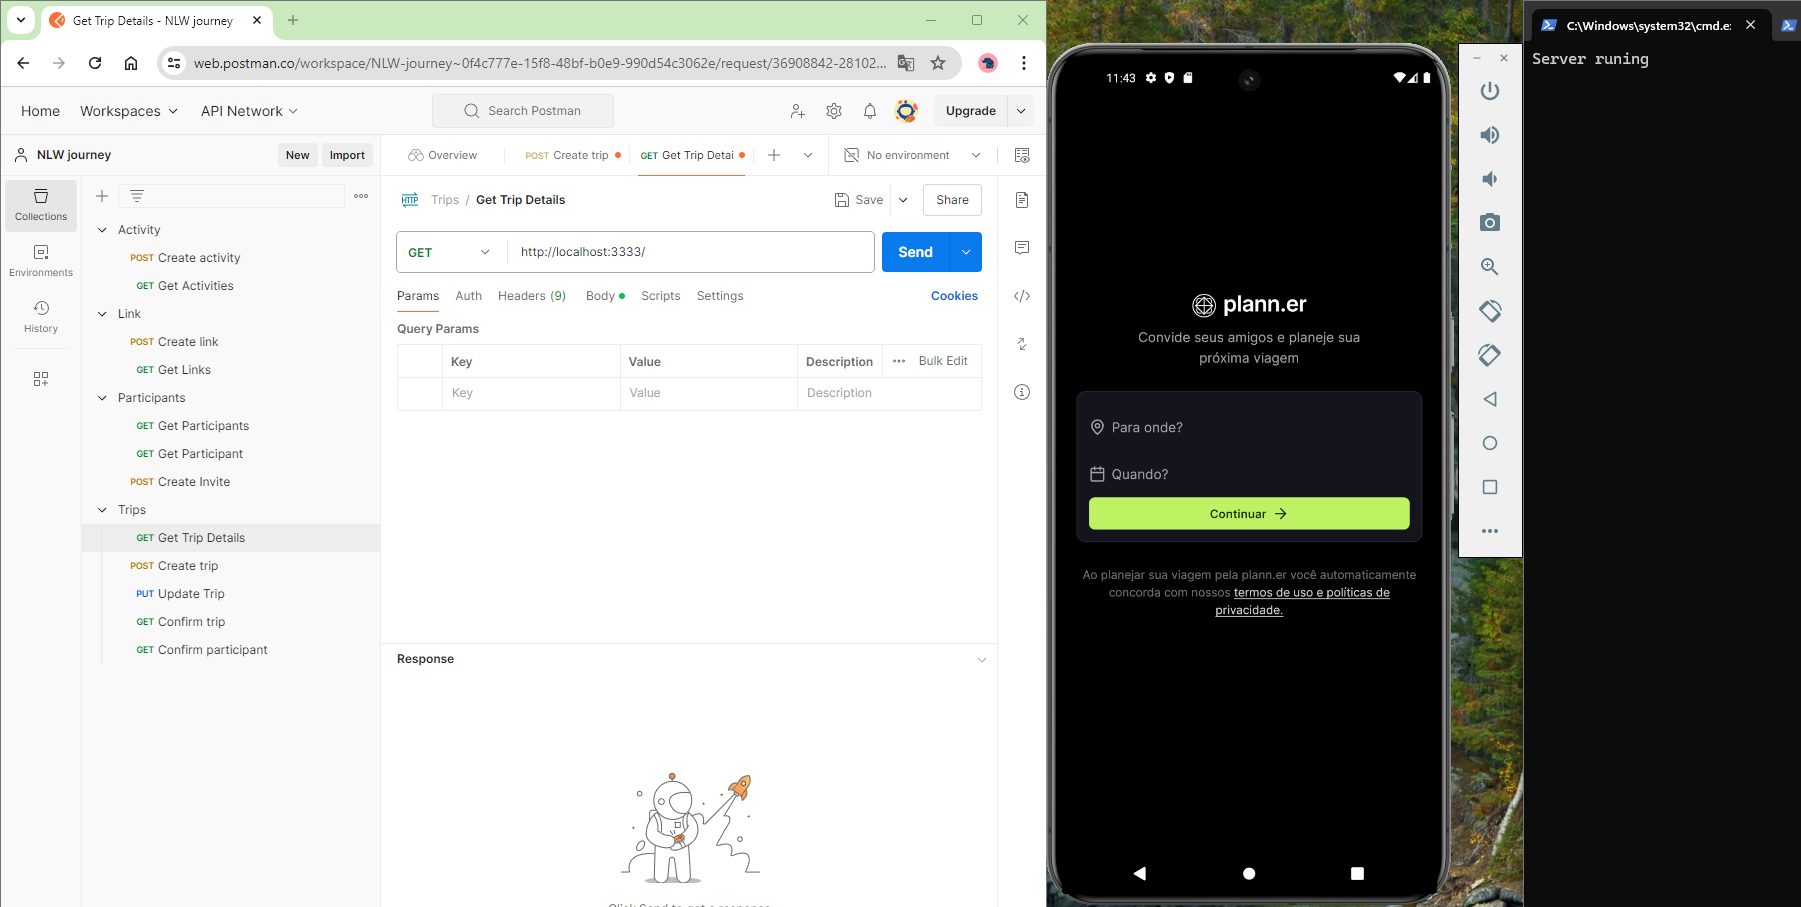 Get Trip Details - NLW journey
web.postman.co/workspace/NLW-journey~0f4c777e-15f8-48bf-b0e9-990d54c3062e/request/36908842-28102...
Home
Workspaces
API Network
Search Postman
Upgrade
NLW journey
New
Import
Overview
POST Create trip
GET Get Trip Detai
No environment
Collections
Environments
History
Activity
POST Create activity
GET Get Activities
Link
POST Create link
GET Get Links
Participants
GET Get Participants
GET Get Participant
POST Create Invite
Trips
GET Get Trip Details
POST Create trip
PUT Update Trip
GET Confirm trip
GET Confirm participant
HTTP Trips / Get Trip Details
Save
Share
GET
http://localhost:3333/
Send
Params
Auth
Headers (9)
Body
Scripts
Settings
Cookies
Query Params
Key
Value
Description
Bulk Edit
Key
Value
Description
Response
Click Send to get a response
11:43
plann.er
Convide seus amigos e planeje sua
próxima viagem
Para onde?
Quando?
Continuar
Ao planejar sua viagem pela plann.er você automaticamente
concorda com nossos termos de uso e políticas de
privacidade.
C:\Windows\system32\cmd.e:
Server runing